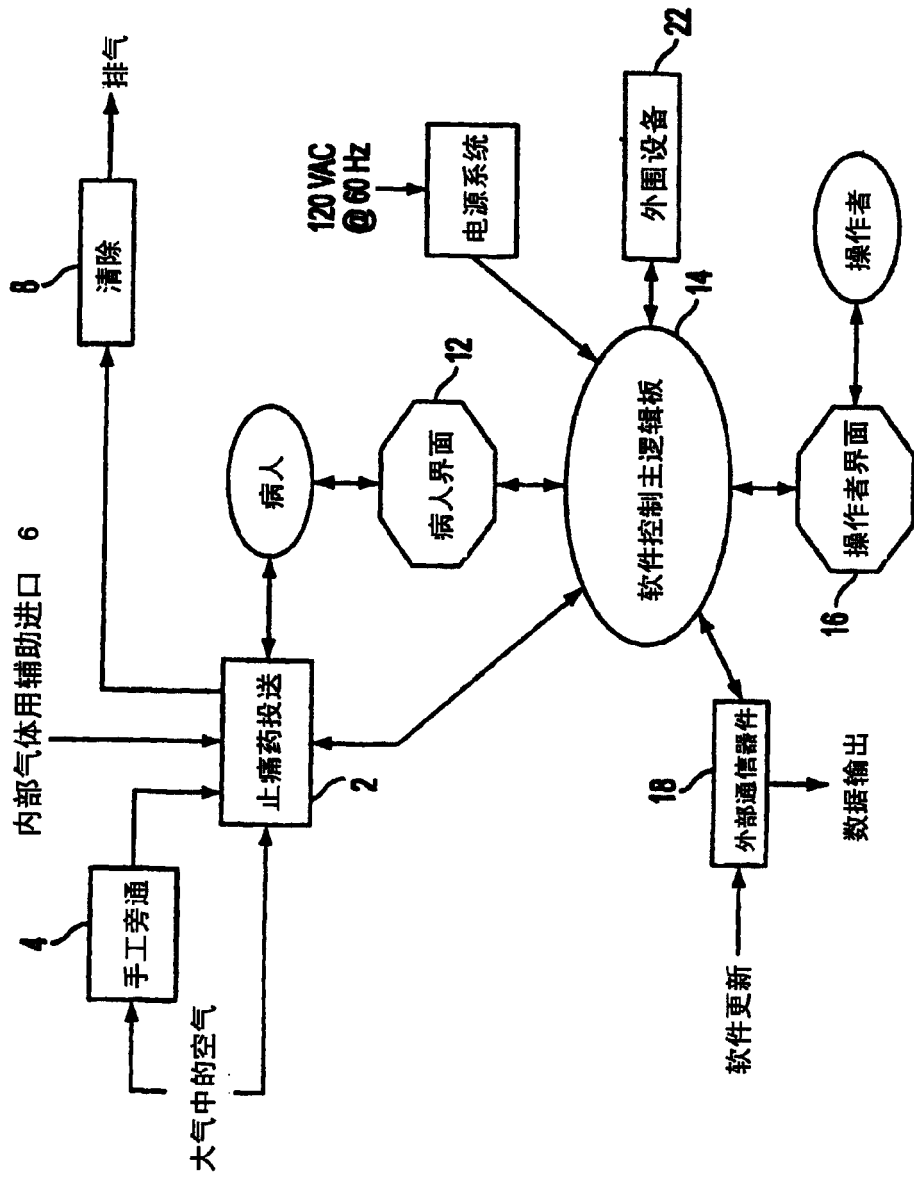 大气中的空气
4
手工旁通
内部气体用辅助进口 6
止痛药投送
2
8
清除
排气
病人
病人界面
12
120 VAC
@ 60 Hz
电源系统
软件控制主逻辑板
14
外围设备
22
软件更新
18
外部通信器件
数据输出
16
操作者界面
操作者